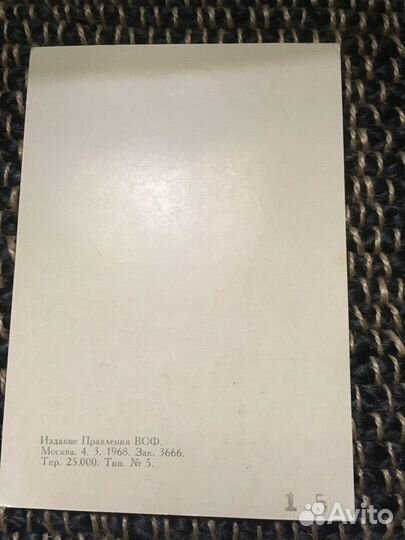 Издание Правления ВОФ.
Москва. 4. 3. 1968. Зак. 3666.
Тир. 25.000. Тип. № 5.
1 5
Avito